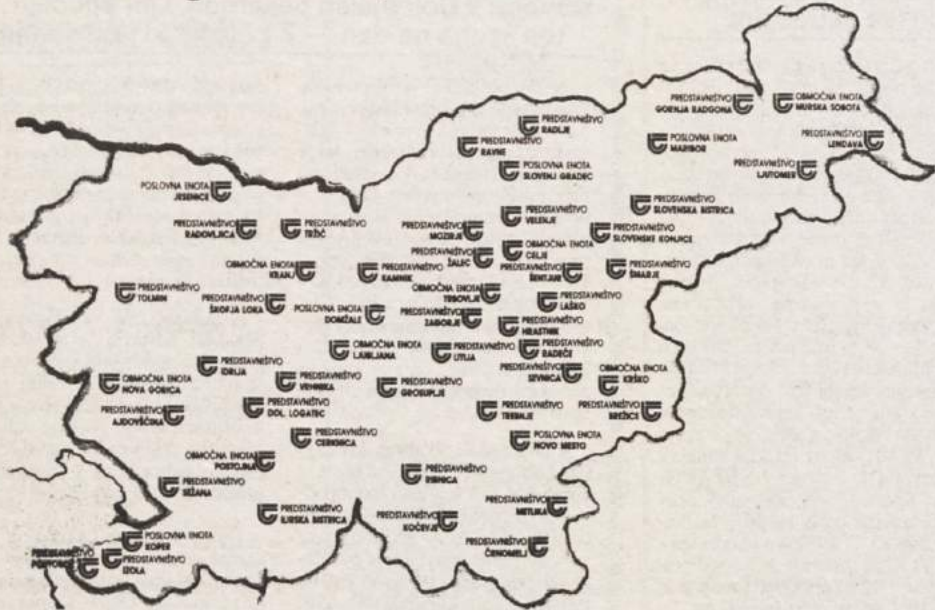 PREDSTAVNIŠTVO
GORNJA RADGONA
OBMOČNA ENOTA
MURSKA SOBOTA
PREDSTAVNIŠTVO
RADLJE
PREDSTAVNIŠTVO
RAVNE
POSLOVNA ENOTA
MARIBOR
PREDSTAVNIŠTVO
LENDAVA
POSLOVNA ENOTA
SLOVENJ GRADEC
PREDSTAVNIŠTVO
LJUTOMER
POSLOVNA ENOTA
JESENICE
PREDSTAVNIŠTVO
SLOVENSKA BISTRICA
PREDSTAVNIŠTVO
VELENJE
PREDSTAVNIŠTVO
RADOVLJICA
PREDSTAVNIŠTVO
TRŽIČ
PREDSTAVNIŠTVO
MOZIRJE
PREDSTAVNIŠTVO
SLOVENSKE KONJICE
OBMOČNA ENOTA
CELJE
PREDSTAVNIŠTVO
ŽALEC
OBMOČNA ENOTA
KRANJ
PREDSTAVNIŠTVO
KAMNIK
PREDSTAVNIŠTVO
ŠENTJUR
PREDSTAVNIŠTVO
ŠMARJE
PREDSTAVNIŠTVO
TOLMIN
PREDSTAVNIŠTVO
ŠKOFJA LOKA
OBMOČNA ENOTA
TRBOVLJE
PREDSTAVNIŠTVO
LAŠKO
POSLOVNA ENOTA
DOMŽALE
PREDSTAVNIŠTVO
ZAGORJE
PREDSTAVNIŠTVO
HRASTNIK
OBMOČNA ENOTA
LJUBLJANA
PREDSTAVNIŠTVO
LITIJA
PREDSTAVNIŠTVO
RADEČE
PREDSTAVNIŠTVO
IDRIJA
PREDSTAVNIŠTVO
SEVNICA
OBMOČNA ENOTA
KRŠKO
OBMOČNA ENOTA
NOVA GORICA
PREDSTAVNIŠTVO
VRHNIKA
PREDSTAVNIŠTVO
GROSUPLJE
PREDSTAVNIŠTVO
AJDOVŠČINA
PREDSTAVNIŠTVO
DOL. LOGATEC
PREDSTAVNIŠTVO
TREBNJE
PREDSTAVNIŠTVO
BREŽICE
PREDSTAVNIŠTVO
CERKNICA
POSLOVNA ENOTA
NOVO MESTO
OBMOČNA ENOTA
POSTOJNA
PREDSTAVNIŠTVO
RIBNICA
PREDSTAVNIŠTVO
SEŽANA
PREDSTAVNIŠTVO
ILIRSKA BISTRICA
PREDSTAVNIŠTVO
KOČEVJE
PREDSTAVNIŠTVO
METLIKA
POSLOVNA ENOTA
KOPER
PREDSTAVNIŠTVO
ČRNOMELJ
PREDSTAVNIŠTVO
PREDSTAVNIŠTVO
IZOLA